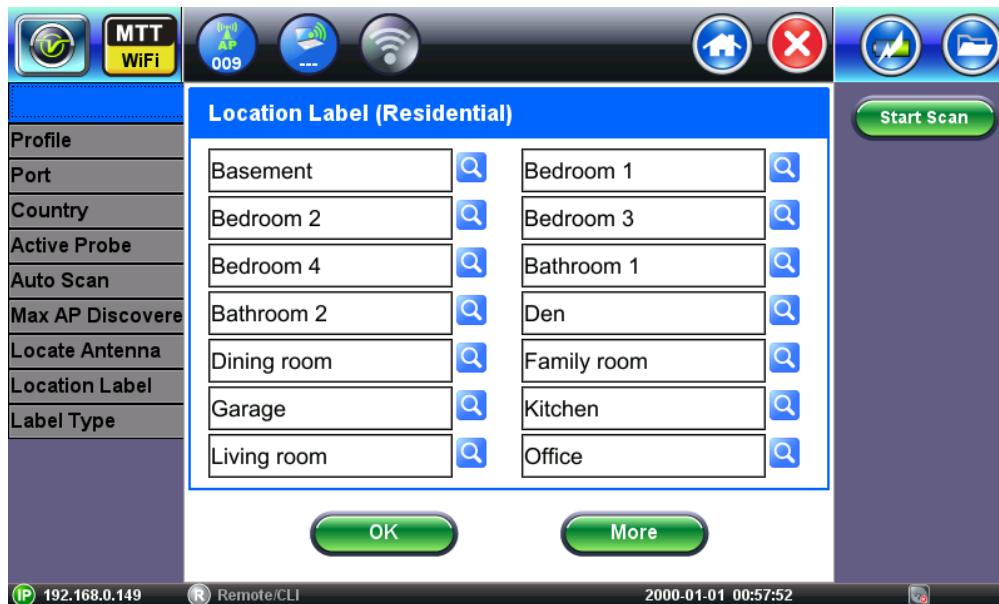 MTT
WiFi
AP
009
---
Location Label (Residential)
Start Scan
Profile
Port
Country
Active Probe
Auto Scan
Max AP Discovere
Locate Antenna
Location Label
Label Type
Basement
Bedroom 1
Bedroom 2
Bedroom 3
Bedroom 4
Bathroom 1
Bathroom 2
Den
Dining room
Family room
Garage
Kitchen
Living room
Office
OK
More
IP 192.168.0.149
R Remote/CLI
2000-01-01 00:57:52